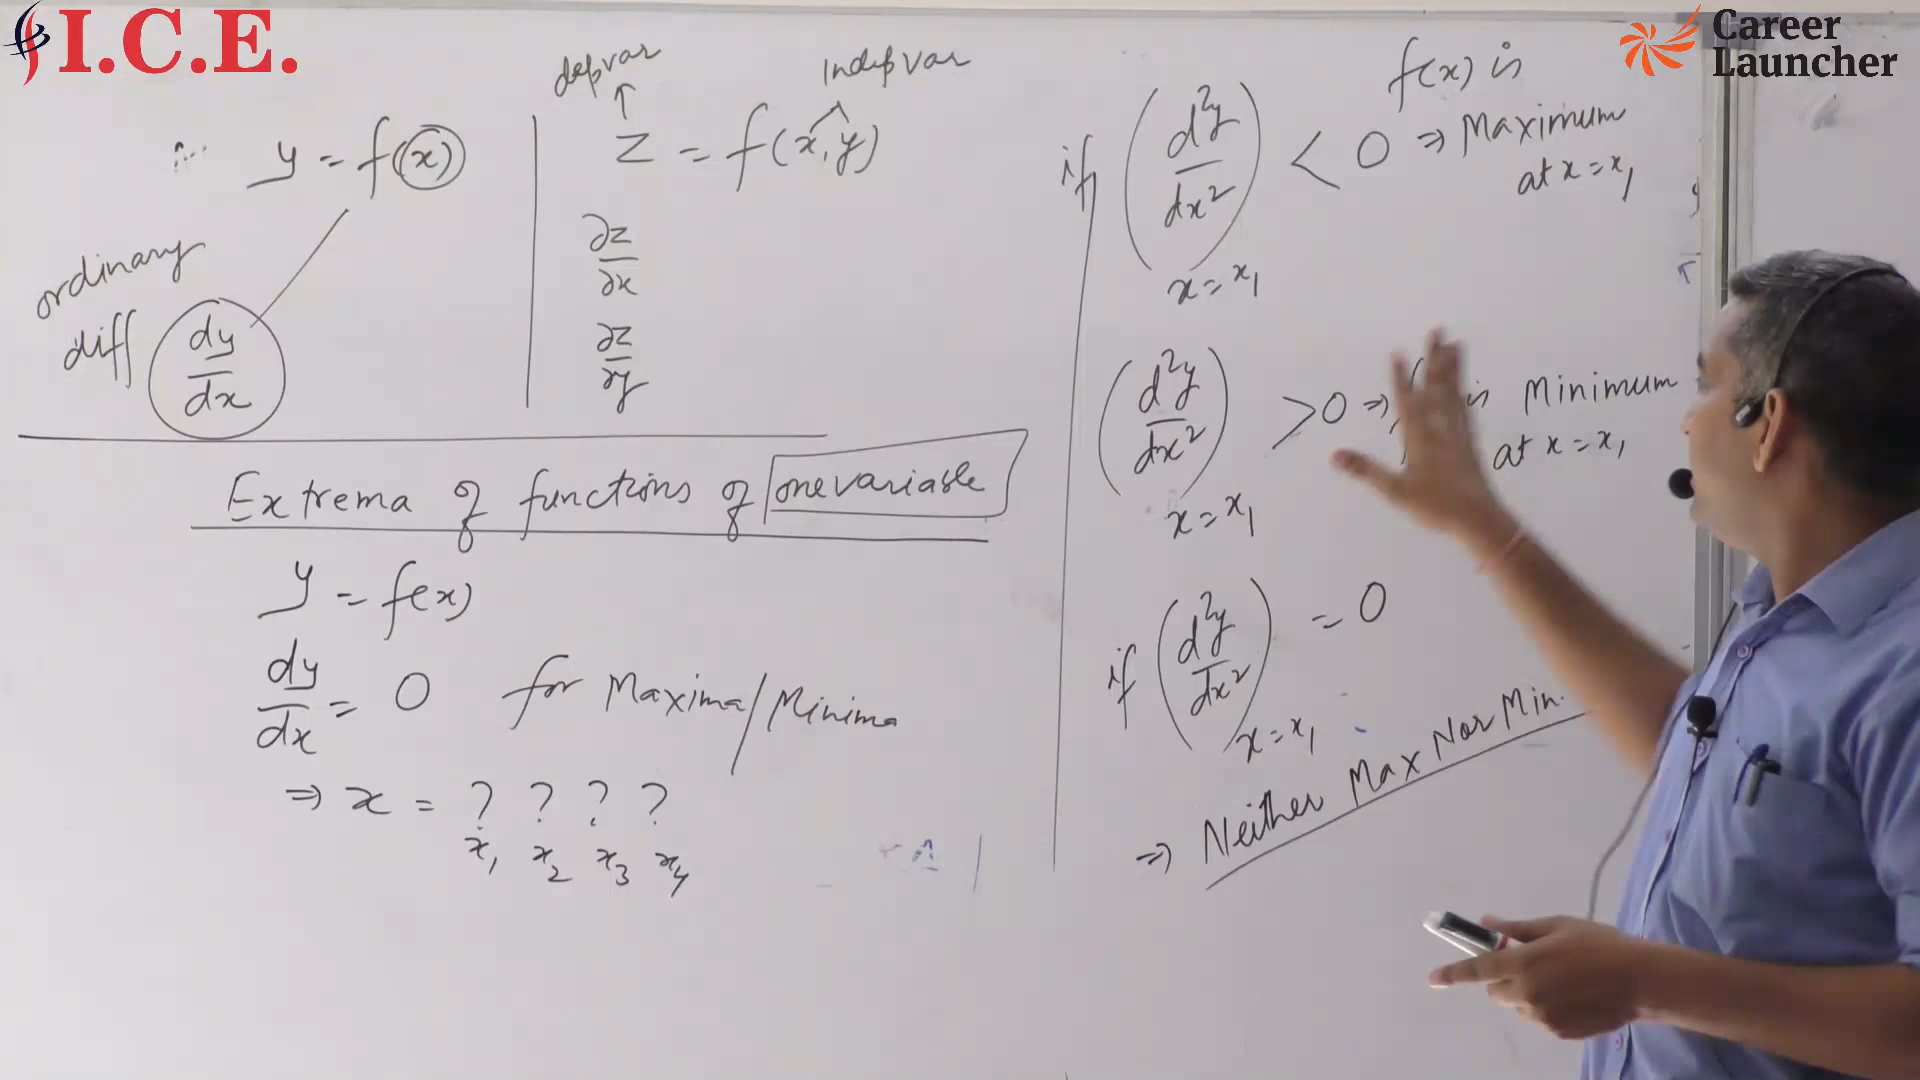 I.C.E.
Career
Launcher
y = f(x)
ordinary
diff dy/dx
dep var
Indep var
z = f(x, y)
∂z/∂x
∂z/∂y
Extrema of functions of one variable
y = f(x)
dy/dx = 0 for Maxima/Minima
⇒ x = ? ? ? ?
x₁ x₂ x₃ x₄
f(x) is
if (d²y/dx²) < 0 ⇒ Maximum
at x = x₁
x = x₁
(d²y/dx²) > 0 ⇒ is Minimum
at x = x₁
x = x₁
if (d²y/dx²) = 0
x = x₁
⇒ Neither Max Nor Min.